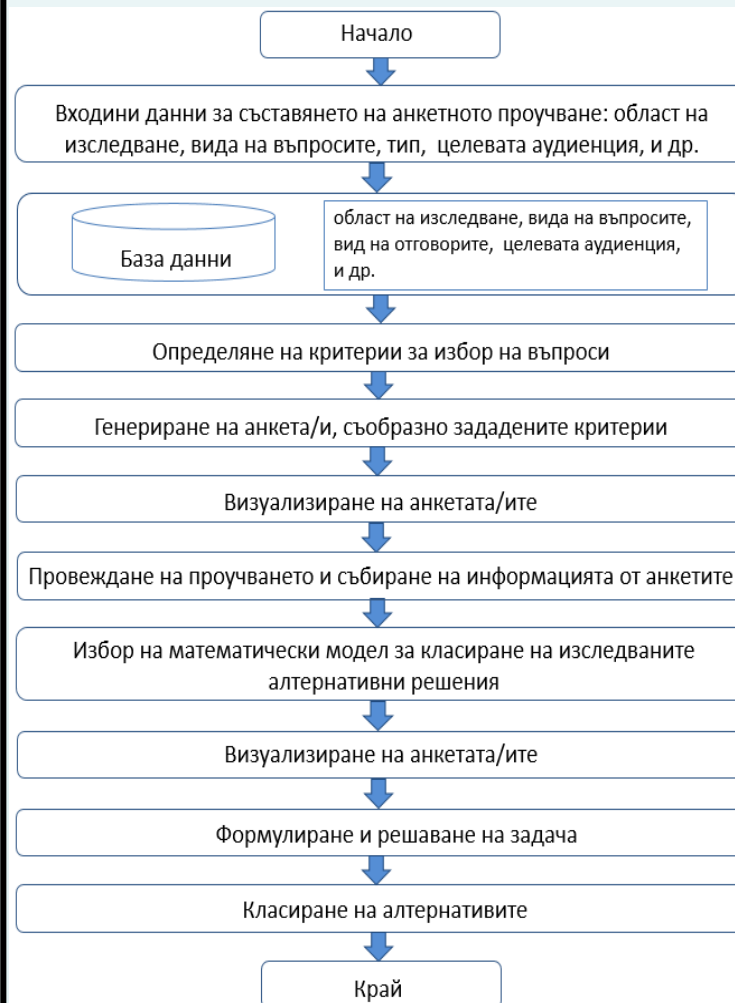 Начало
Входини данни за съставянето на анкетното проучване: област на
изследване, вида на въпросите, тип, целевата аудиенция, и др.
База данни
област на изследване, вида на въпросите,
вид на отговорите, целевата аудиенция,
и др.
Определяне на критерии за избор на въпроси
Генериране на анкета/и, съобразно зададените критерии
Визуализиране на анкетата/ите
Провеждане на проучването и събиране на информацията от анкетите
Избор на математически модел за класиране на изследваните
алтернативни решения
Визуализиране на анкетата/ите
Формулиране и решаване на задача
Класиране на алтернативите
Край